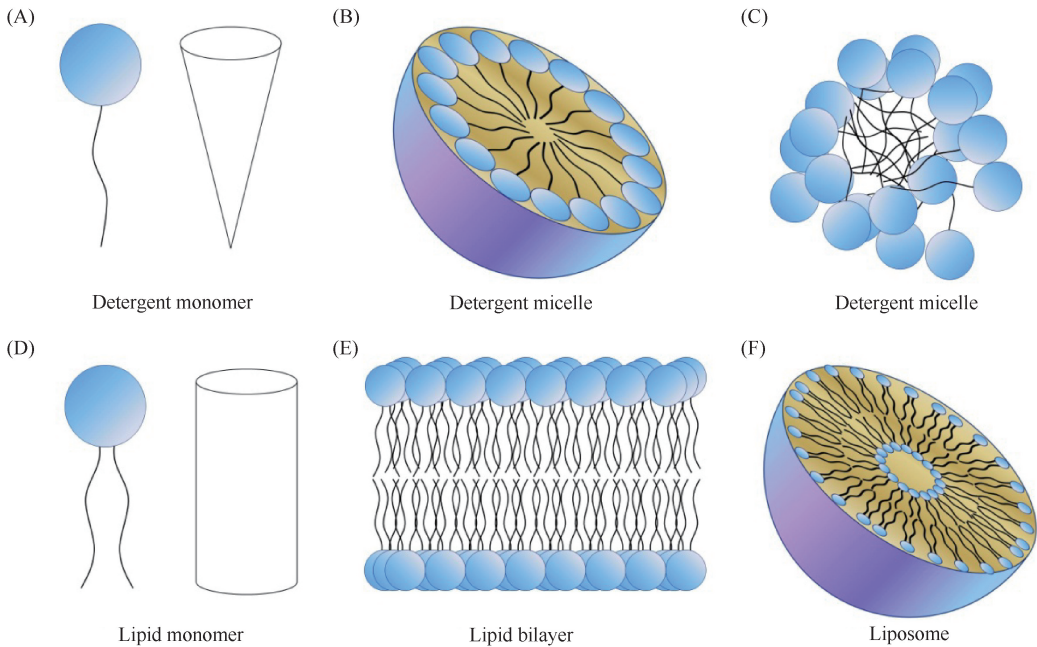 (A)
(B)
(C)
Detergent monomer
Detergent micelle
Detergent micelle
(D)
(E)
(F)
Lipid monomer
Lipid bilayer
Liposome